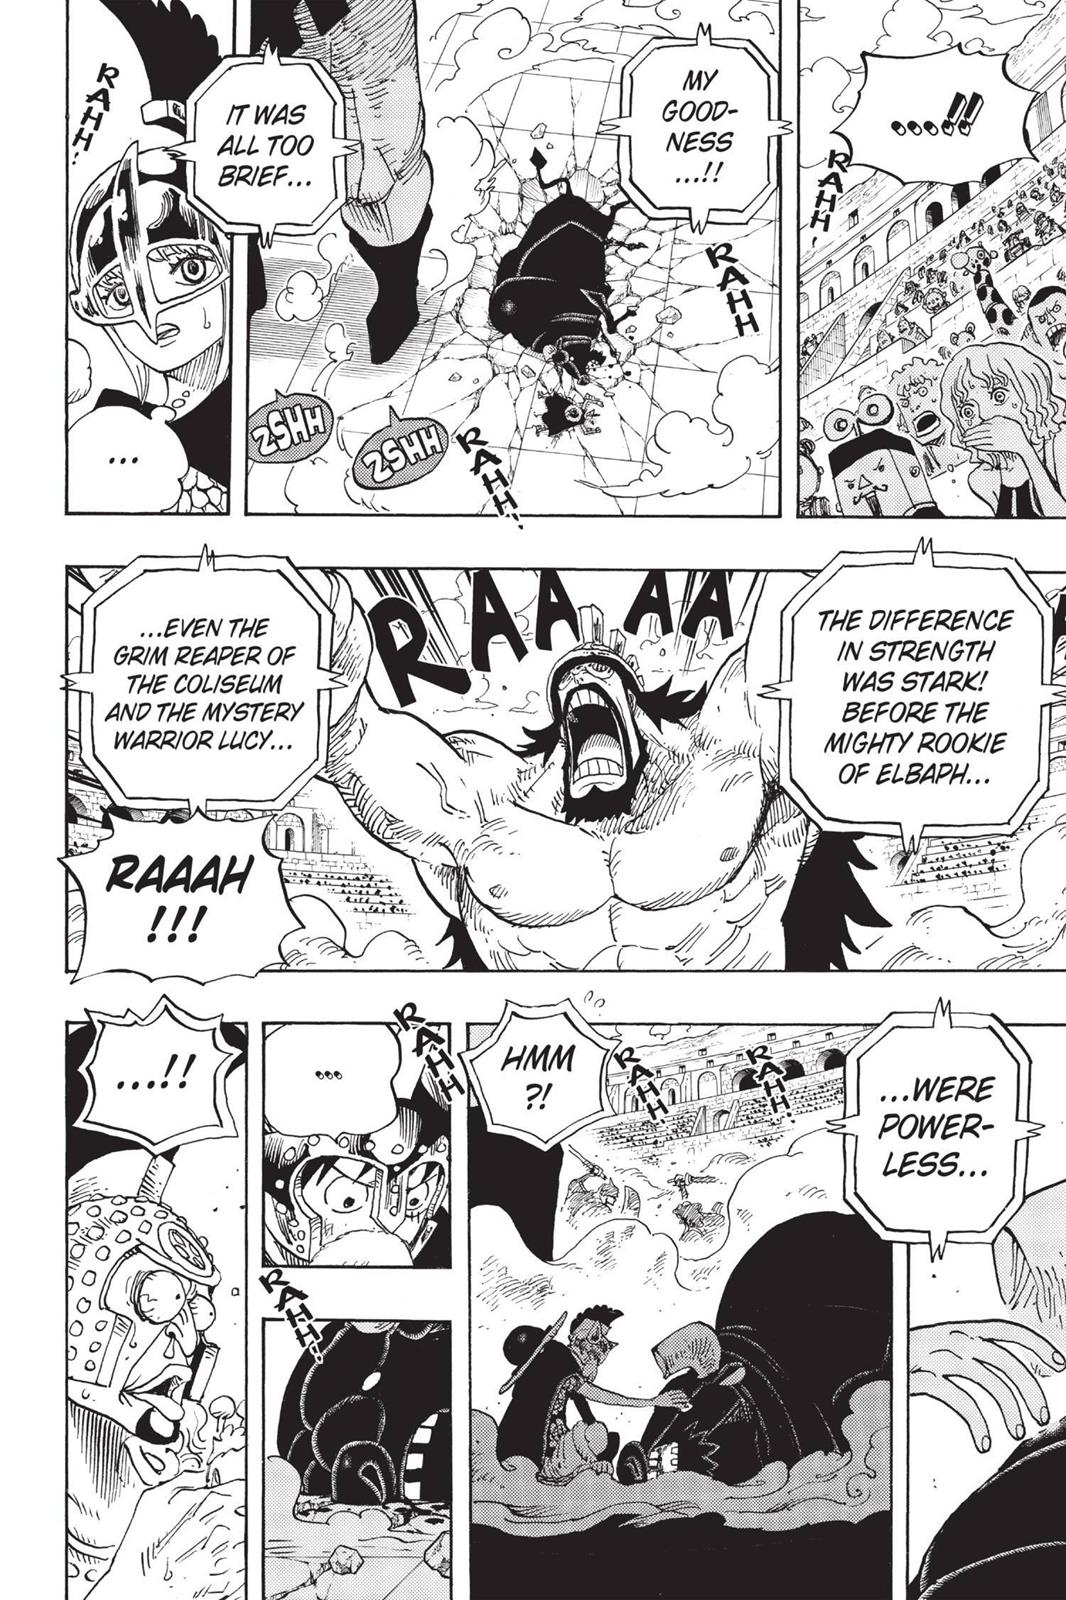 .....!!
RAHH!
MY
GOOD-
NESS
...!!
RAHH
IT WAS
ALL TOO
BRIEF...
ZSHH
ZSHH
RAHH!
RAHH!
...
THE DIFFERENCE
IN STRENGTH
WAS STARK!
BEFORE THE
MIGHTY ROOKIE
OF ELBAPH...
RAAAA
...EVEN THE
GRIM REAPER OF
THE COLISEUM
AND THE MYSTERY
WARRIOR LUCY...
RAAAH
!!!
...WERE
POWER-
LESS...
RAHH!
RAHH
HMM
?!
RAHH
...
RAHH!
...!!